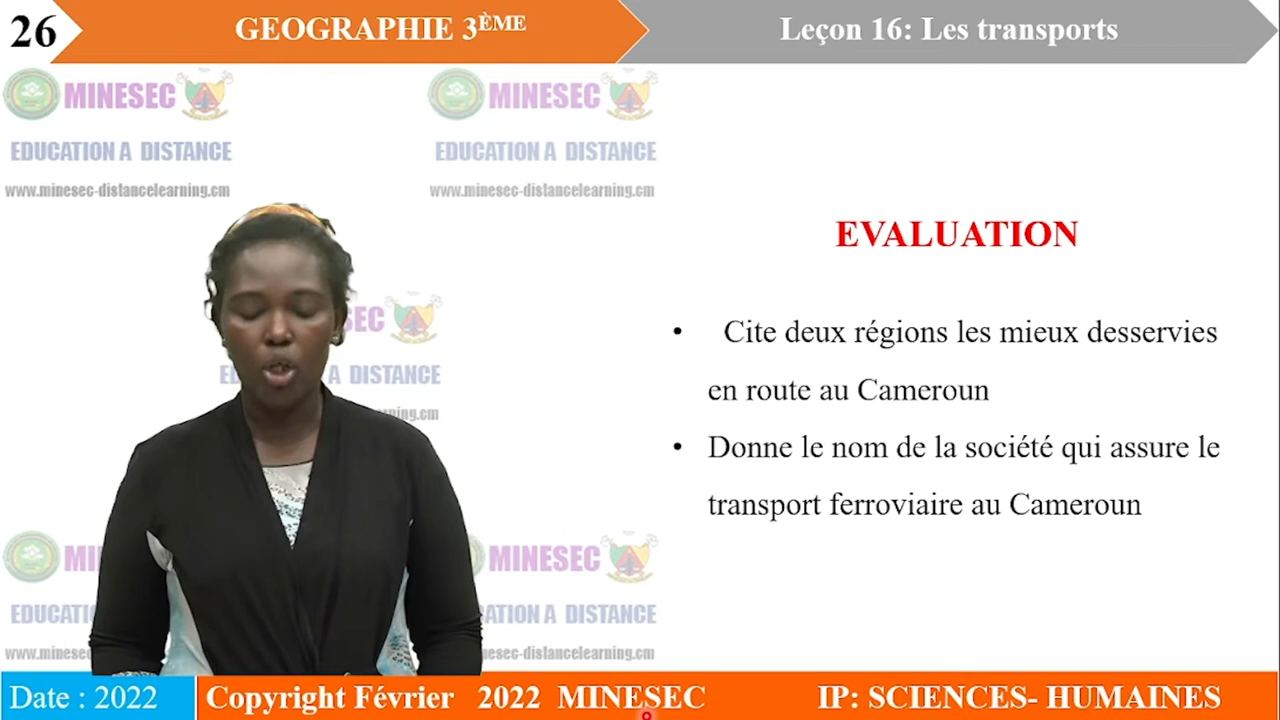 26
GEOGRAPHIE 3ÈME
Leçon 16: Les transports
MINESEC
MINESEC
EDUCATION A DISTANCE
EDUCATION A DISTANCE
www.minesec-distancelearning.cm
www.minesec-distancelearning.cm
EVALUATION
• Cite deux régions les mieux desservies
en route au Cameroun
• Donne le nom de la société qui assure le
transport ferroviaire au Cameroun
A DISTANCE
MINESEC
Date : 2022
Copyright Février 2022 MINESEC
IP: SCIENCES- HUMAINES